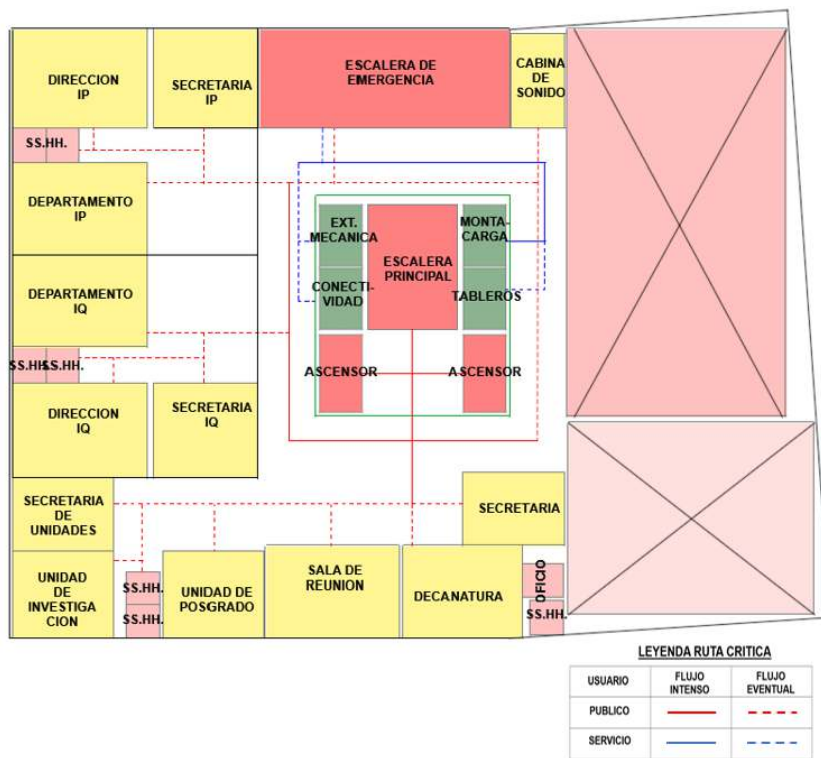 DIRECCION
IP
SECRETARIA
IP
ESCALERA DE
EMERGENCIA
CABINA
DE
SONIDO
SS.HH.
DEPARTAMENTO
IP
EXT.
MECANICA
ESCALERA
PRINCIPAL
MONTA-
CARGA
DEPARTAMENTO
IQ
CONECTI-
VIDAD
TABLEROS
SS.HH.
SS.HH.
ASCENSOR
ASCENSOR
DIRECCION
IQ
SECRETARIA
IQ
SECRETARIA
DE
UNIDADES
SECRETARIA
UNIDAD
DE
INVESTIGA
CION
SS.HH.
SS.HH.
UNIDAD DE
POSGRADO
SALA DE
REUNION
DECANATURA
OFICIO
SS.HH.
LEYENDA RUTA CRITICA
USUARIO
FLUJO
INTENSO
FLUJO
EVENTUAL
PUBLICO
SERVICIO